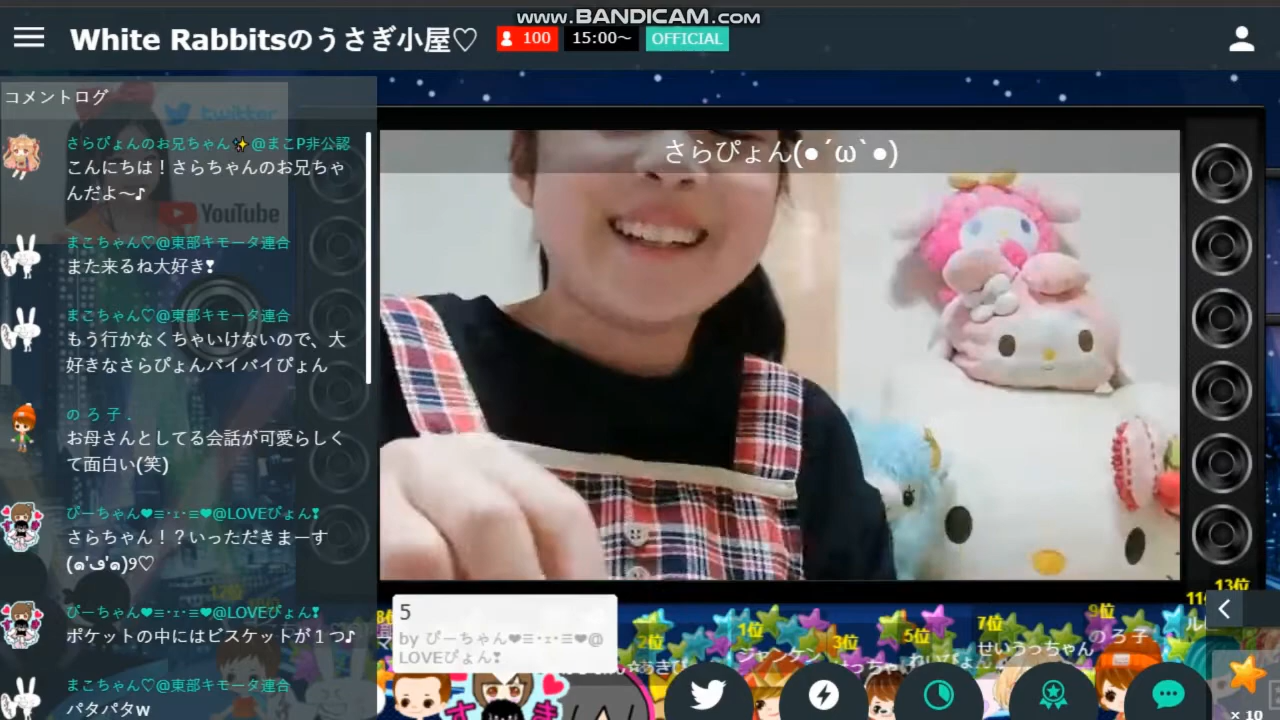 www.BANDICAM.com
White Rabbitsのうさぎ小屋♡
100
15:00～
OFFICIAL
コメントログ
twitter
YouTube
さらぴょんのお兄ちゃん✨@まこP非公認
こんにちは！さらちゃんのお兄ちゃ
んだよ～♪
まこちゃん♡@東部キモータ連合
また来るね大好き❣
まこちゃん♡@東部キモータ連合
もう行かなくちゃいけないので、大
好きなさらぴょんバイバイぴょん
の ろ 子 .
お母さんとしてる会話が可愛らしく
て面白い(笑)
ぴーちゃん❤≡･ｪ･≡❤@LOVEぴょん❣
さらちゃん！？いっただきまーす
(๑'ڡ'๑)୨♡
ぴーちゃん❤≡･ｪ･≡❤@LOVEぴょん❣
ポケットの中にはビスケットが１つ♪
まこちゃん♡@東部キモータ連合
パタパタw
さらぴょん(●´ω`●)
5
by ぴーちゃん❤≡･ｪ･≡❤@
LOVEぴょん❣
2位
1位
ジャンケン
3位
5位
7位
せいうっちゃん
9位
の ろ 子 .
13位
x 10